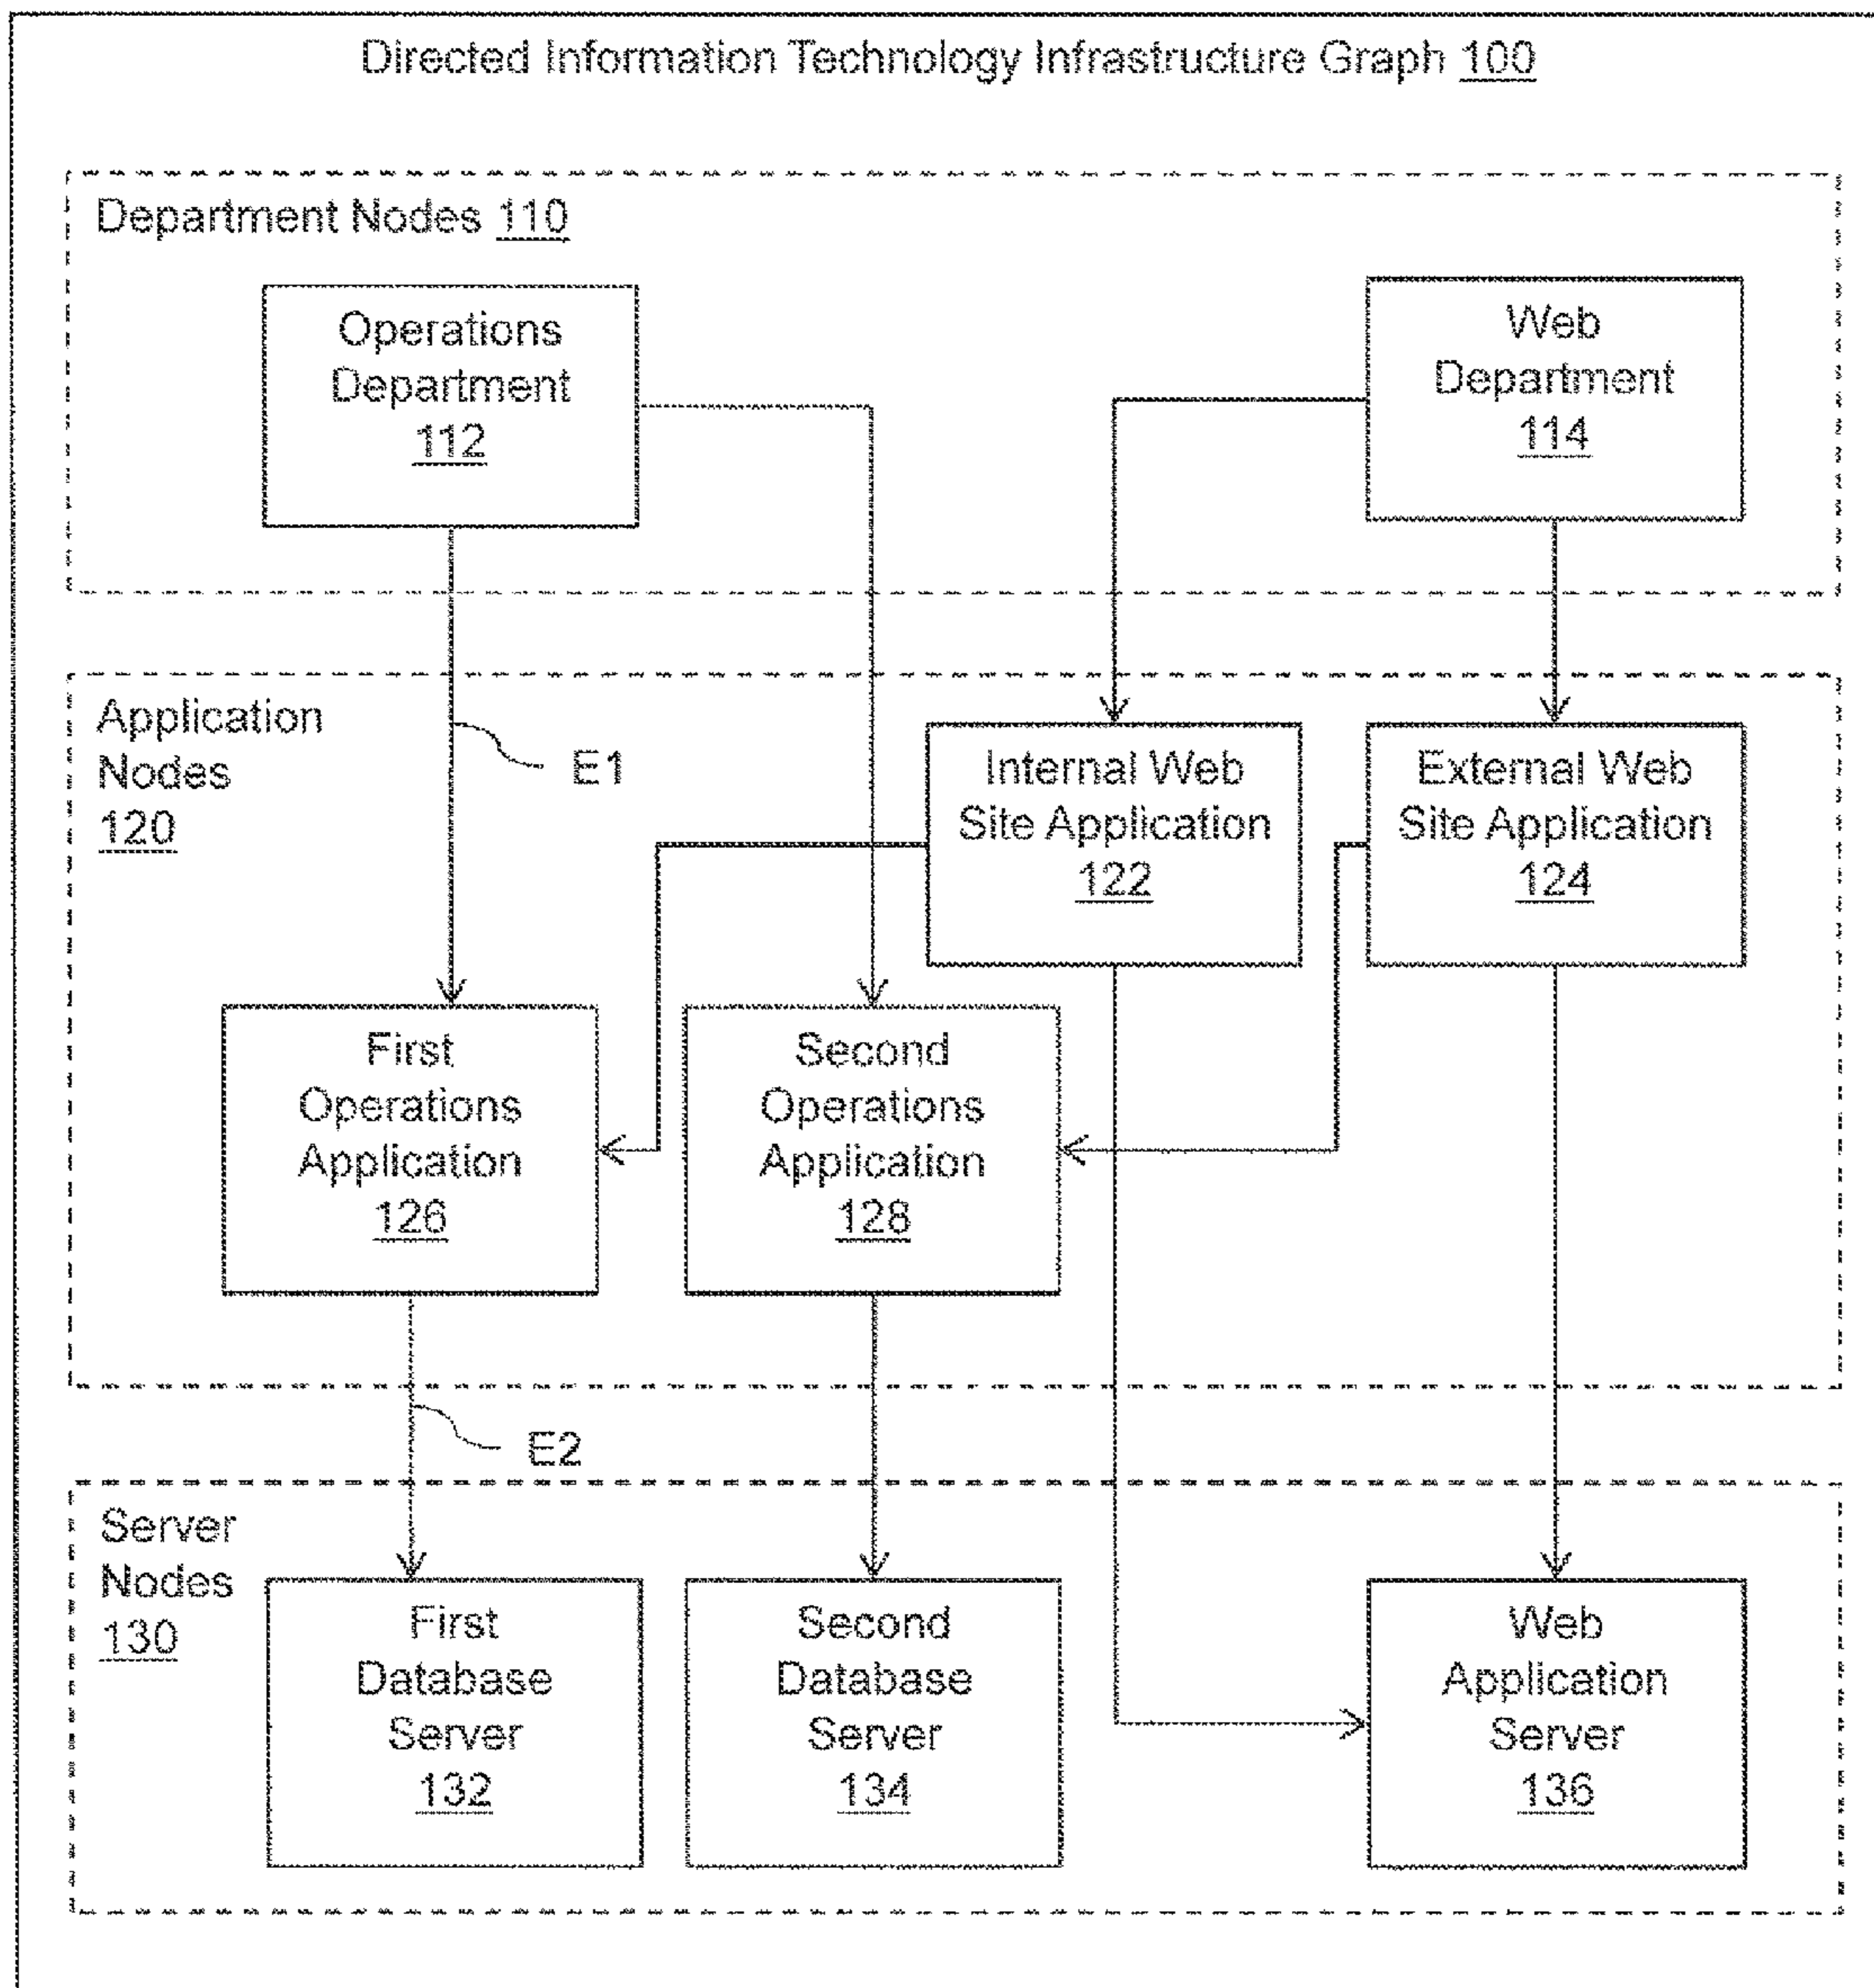 Directed Information Technology Infrastructure Graph 100
Department Nodes 110
Operations
Department
112
Web
Department
114
Application
Nodes
120
E1
Internal Web
Site Application
122
External Web
Site Application
124
First
Operations
Application
126
Second
Operations
Application
128
E2
Server
Nodes
130
First
Database
Server
132
Second
Database
Server
134
Web
Application
Server
136